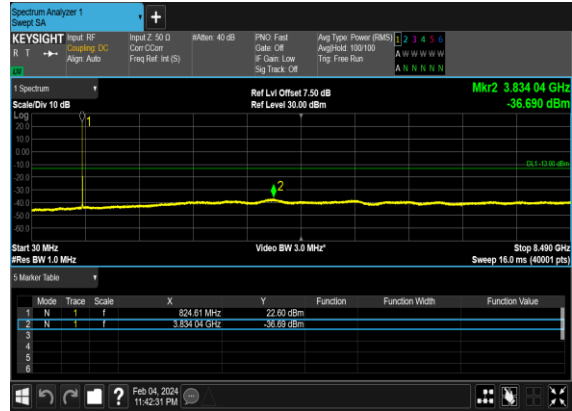 Spectrum Analyzer 1
Swept SA
+
KEYSIGHT Input: RF Input Z: 50 Ω #Atten: 40 dB PNO: Fast Avg Type: Power (RMS) 1 2 3 4 5 6
R T Coupling: DC Corr CCorr Gate: Off Avg|Hold: 100/100 A W W W W W
Align: Auto Freq Ref: Int (S) IF Gain: Low Trig: Free Run
Sig Track: Off A N N N N N
1 Spectrum Ref Lvl Offset 7.50 dB Mkr2 3.834 04 GHz
Scale/Div 10 dB Ref Level 30.00 dBm -36.690 dBm
Log
1
20.0
10.0
0.00
-10.0
DL1 -13.00 dBm
-20.0
-30.0
2
-40.0
-50.0
-60.0
Start 30 MHz Video BW 3.0 MHz* Stop 8.490 GHz
#Res BW 1.0 MHz Sweep 16.0 ms (40001 pts)
5 Marker Table
Mode Trace Scale X Y Function Function Width Function Value
1 N 1 f 824.61 MHz 22.60 dBm
2 N 1 f 3.834 04 GHz -36.69 dBm
3
4
5
6
? Feb 04, 2024
11:42:31 PM